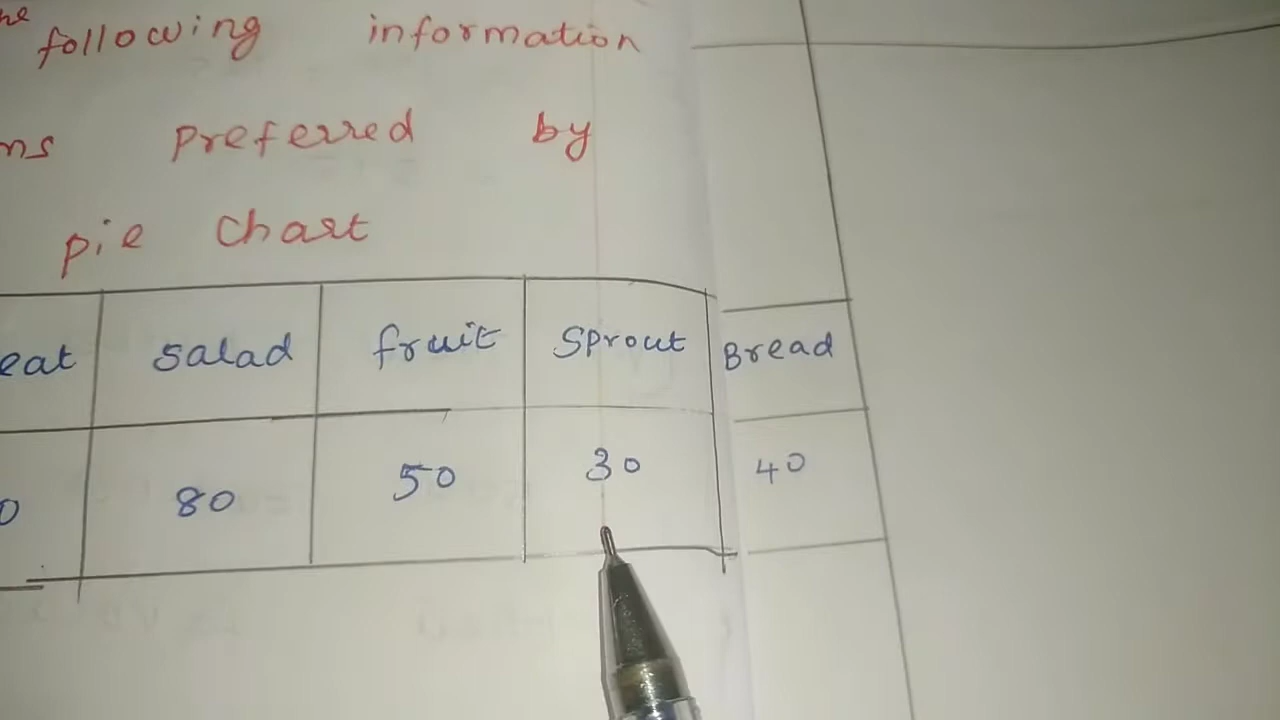 following information
preferred by
pie chart
salad fruit sprout Bread
80 50 30 40